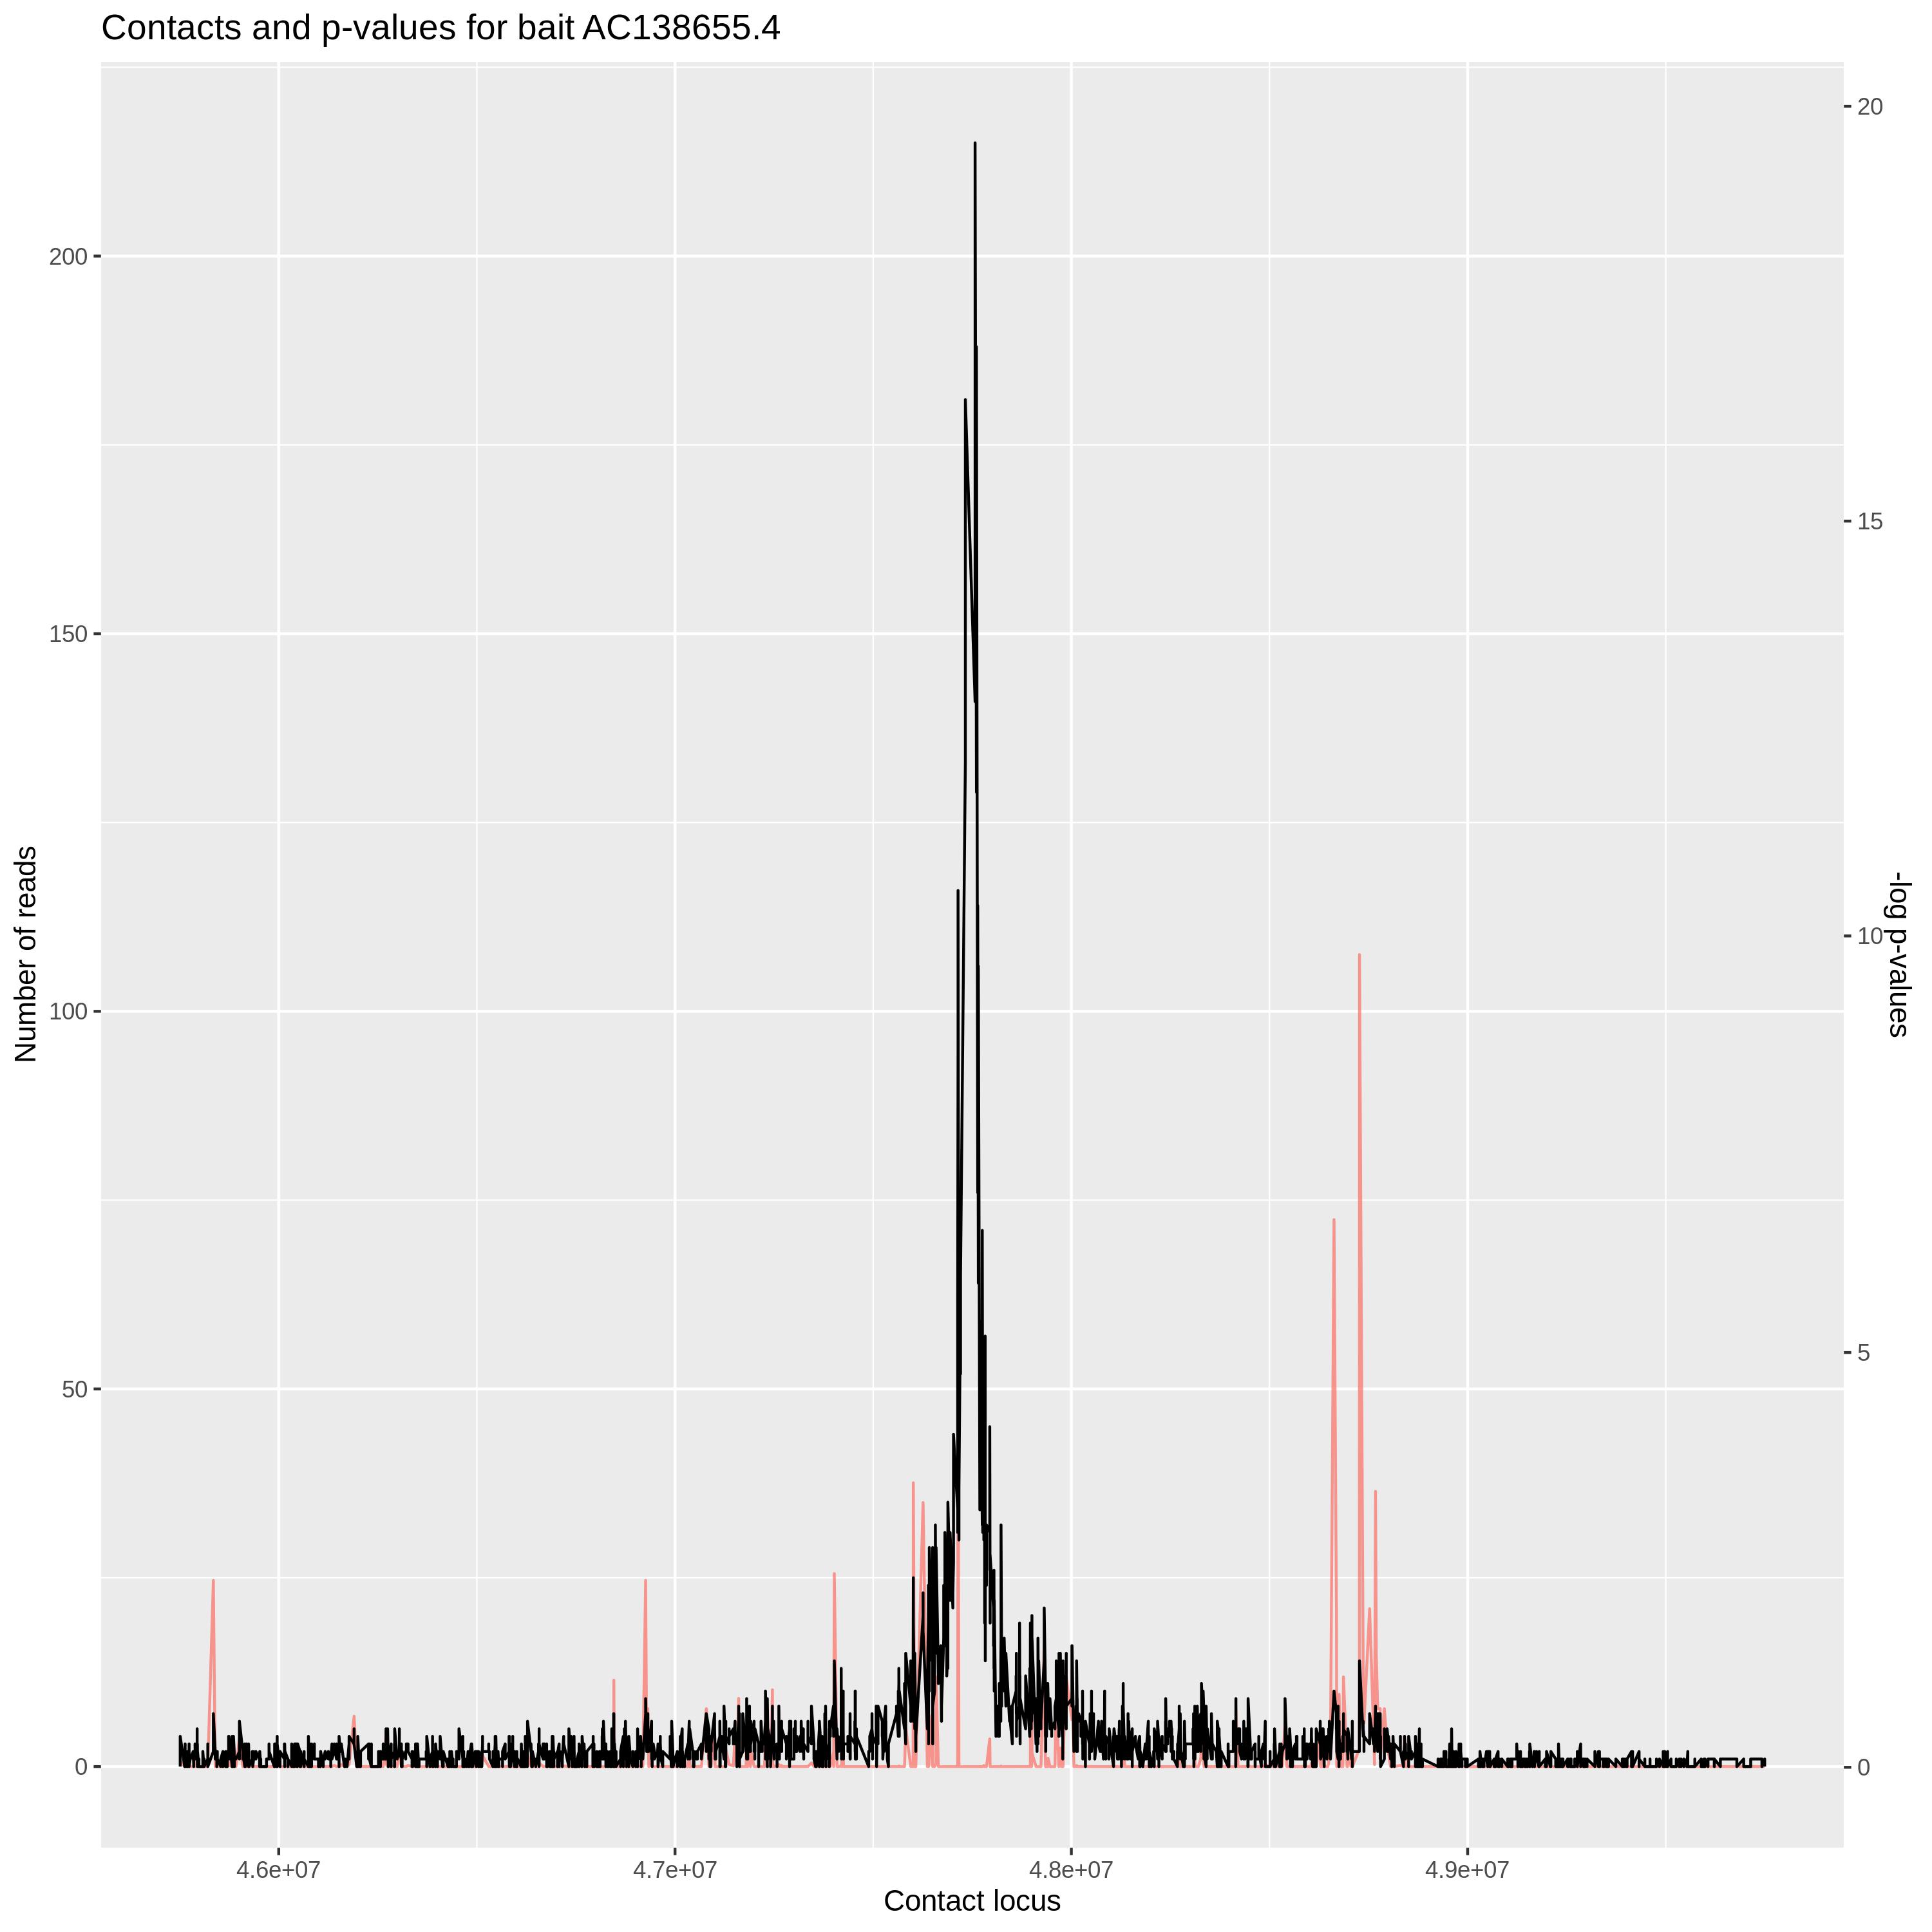 Contacts and p-values for bait AC138655.4
200
150
100
50
0
Number of reads
20
15
10
5
0
-log p-values
4.6e+07
4.7e+07
4.8e+07
4.9e+07
Contact locus